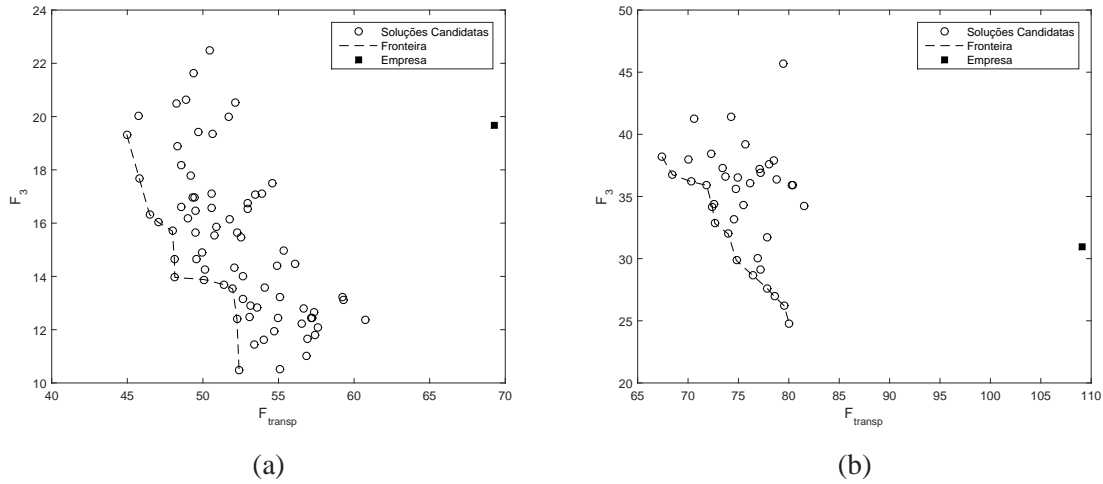 24
22
20
18
16
14
12
10
F3
40 45 50 55 60 65 70
Ftransp
Soluções Candidatas
Fronteira
Empresa
(a)
50
45
40
35
30
25
20
F3
65 70 75 80 85 90 95 100 105 110
Ftransp
Soluções Candidatas
Fronteira
Empresa
(b)